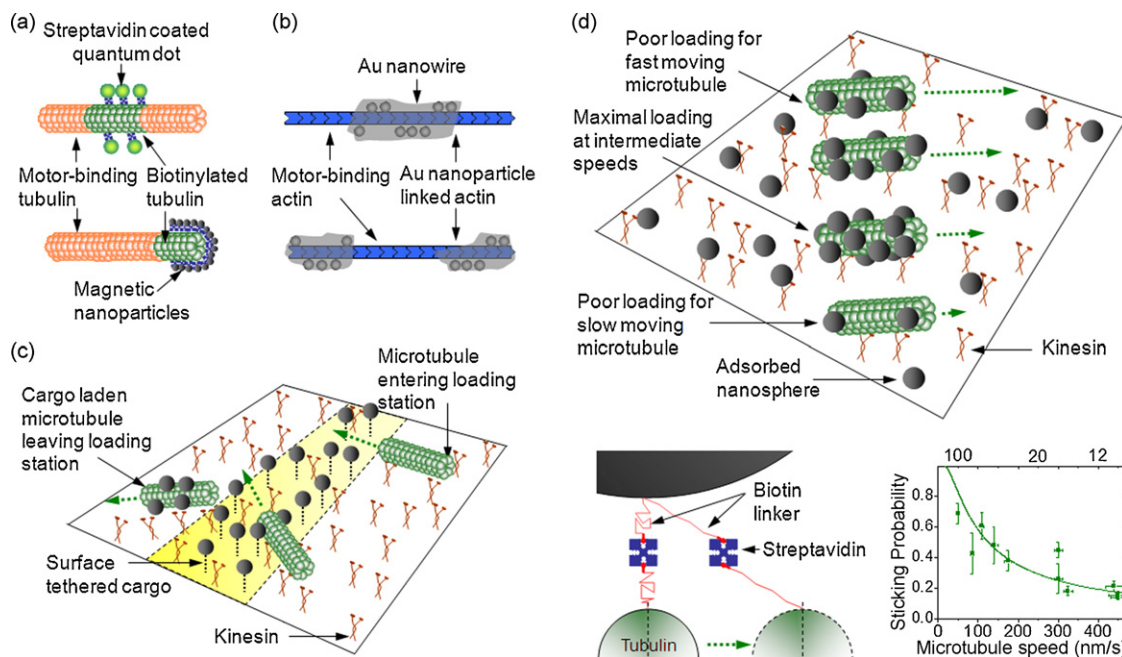 (a)
Streptavidin coated
quantum dot
Motor-binding
tubulin
Biotinylated
tubulin
Magnetic
nanoparticles
(b)
Au nanowire
Motor-binding
actin
Au nanoparticle
linked actin
(c)
Cargo laden
microtubule
leaving loading
station
Microtubule
entering loading
station
Surface
tethered cargo
Kinesin
(d)
Poor loading for
fast moving
microtubule
Maximal loading
at intermediate
speeds
Poor loading for
slow moving
microtubule
Adsorbed
nanosphere
Kinesin
Biotin
linker
Streptavidin
Tubulin
100 20 12
Sticking Probability
0.8
0.6
0.4
0.2
0.0
0 100 200 300 400
Microtubule speed (nm/s)